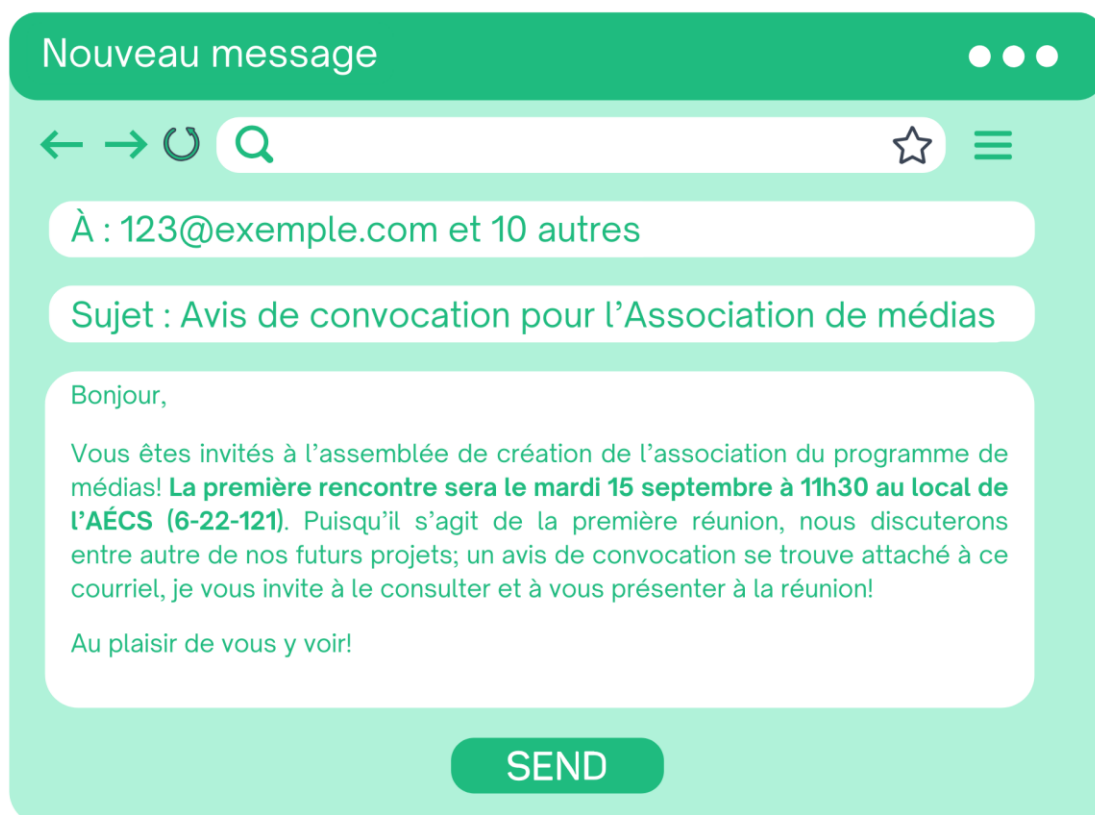 Nouveau message
À : 123@exemple.com et 10 autres
Sujet : Avis de convocation pour l’Association de médias
Bonjour,
Vous êtes invités à l’assemblée de création de l’association du programme de
médias! La première rencontre sera le mardi 15 septembre à 11h30 au local de
l’AÉCS (6-22-121). Puisqu’il s’agit de la première réunion, nous discuterons
entre autre de nos futurs projets; un avis de convocation se trouve attaché à ce
courriel, je vous invite à le consulter et à vous présenter à la réunion!
Au plaisir de vous y voir!
SEND